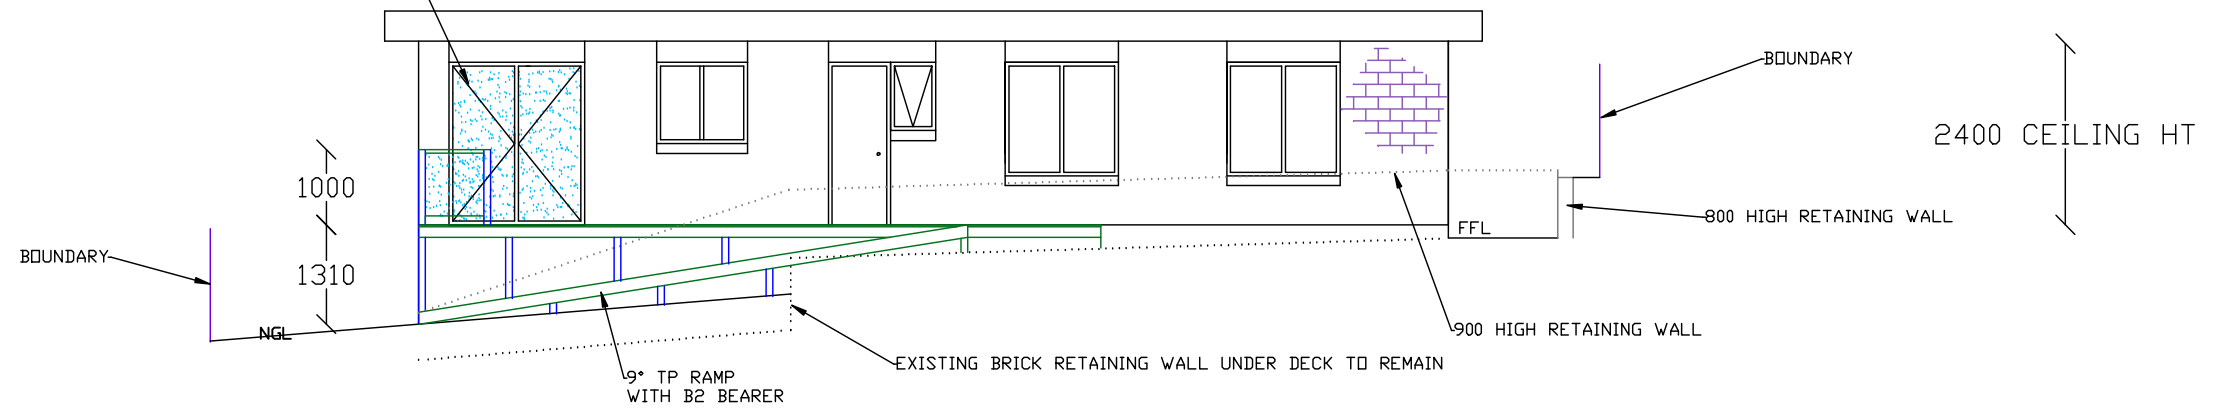 BOUNDARY
2400 CEILING HT
1000
800 HIGH RETAINING WALL
FFL
BOUNDARY
1310
NGL
900 HIGH RETAINING WALL
EXISTING BRICK RETAINING WALL UNDER DECK TO REMAIN
9° TP RAMP
WITH B2 BEARER